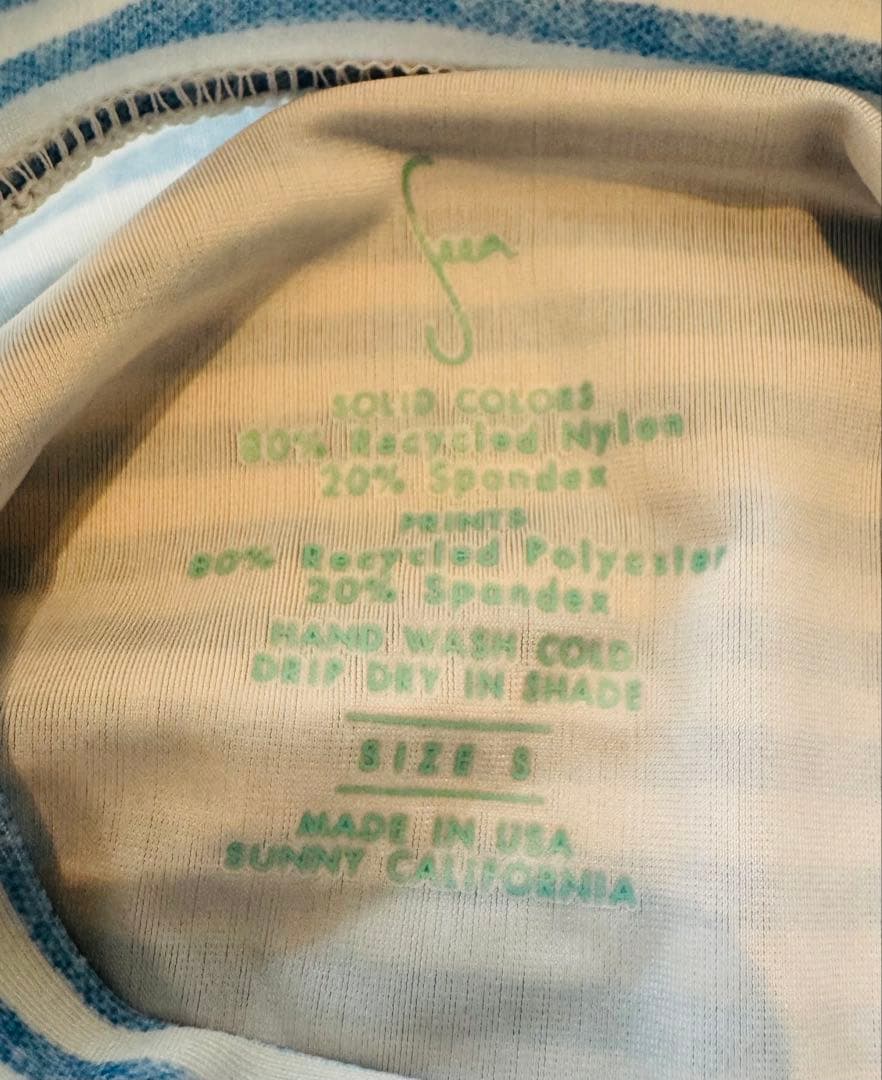 SOLID COLORS
80% Recycled Nylon
20% Spandex
PRINTS
80% Recycled Polyester
20% Spandex
HAND WASH COLD
DRIP DRY IN SHADE
SIZE S
MADE IN USA
SUNNY CALIFORNIA